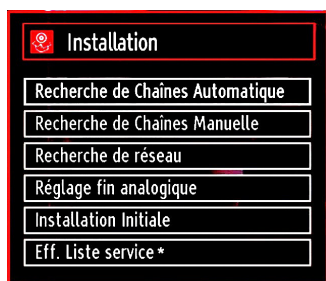 Installation
Recherche de Chaînes Automatique
Recherche de Chaînes Manuelle
Recherche de réseau
Réglage fin analogique
Installation Initiale
Eff. Liste service*